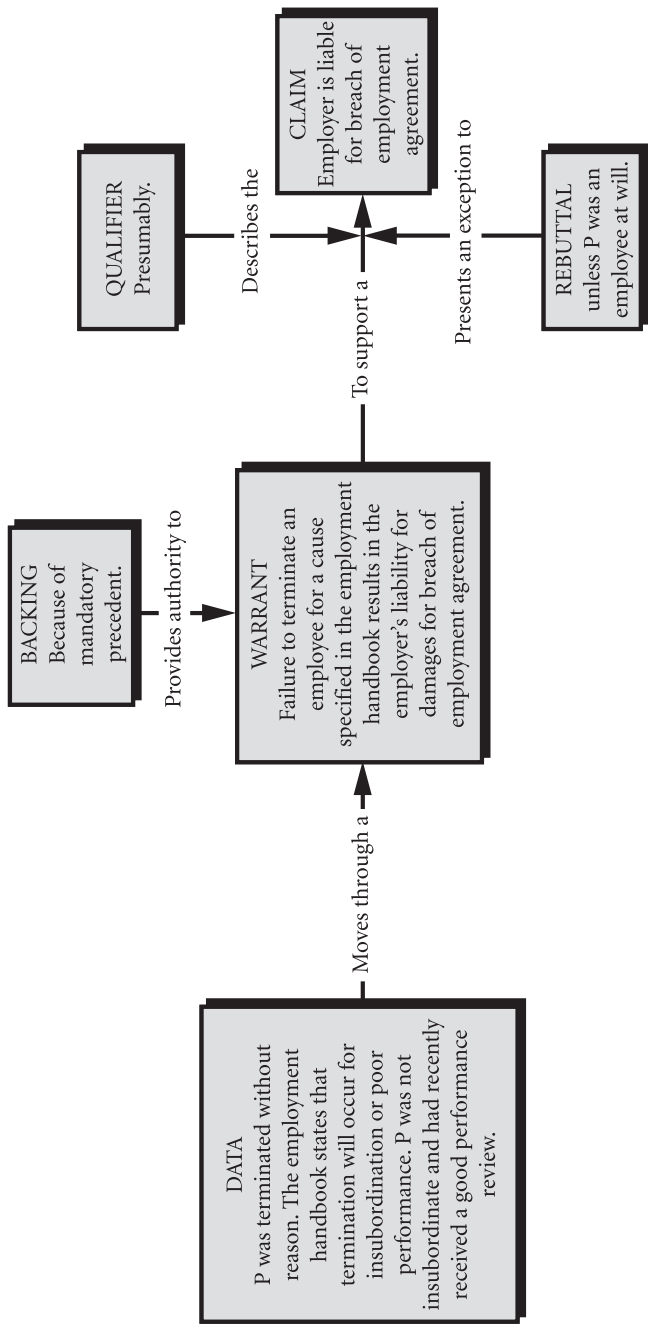 DATA
P was terminated without
reason. The employment
handbook states that
termination will occur for
insubordination or poor
performance. P was not
insubordinate and had recently
received a good performance
review.
Moves through a
BACKING
Because of
mandatory
precedent.
Provides authority to
WARRANT
Failure to terminate an
employee for a cause
specified in the employment
handbook results in the
employer’s liability for
damages for breach of
employment agreement.
To support a
QUALIFIER
Presumably.
Describes the
CLAIM
Employer is liable
for breach of
employment
agreement.
Presents an exception to
REBUTTAL
unless P was an
employee at will.